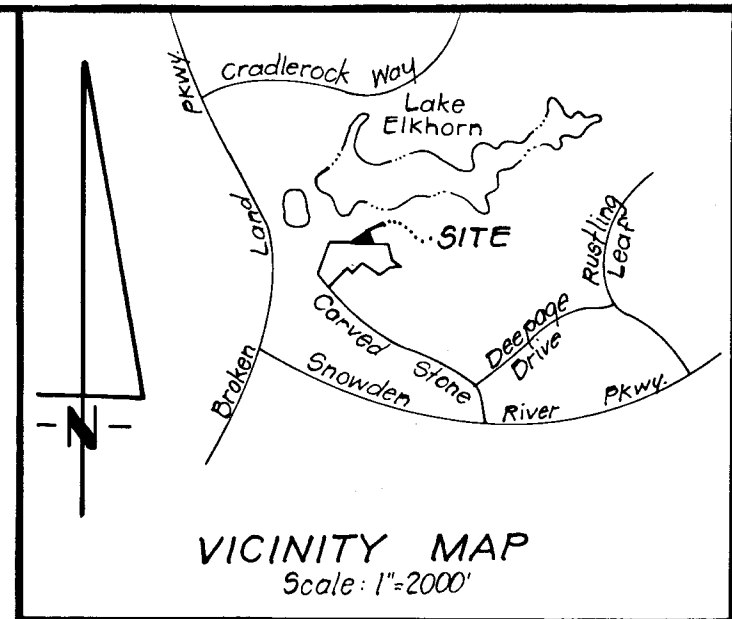 Cradlerock Way
Lake
Elkhorn
PKWY.
Land
Broken
SITE
Rustling
Leaf
Deepage
Drive
Carved Stone
Snowden River PKWY.
-N-
VICINITY MAP
Scale: 1"=2000'